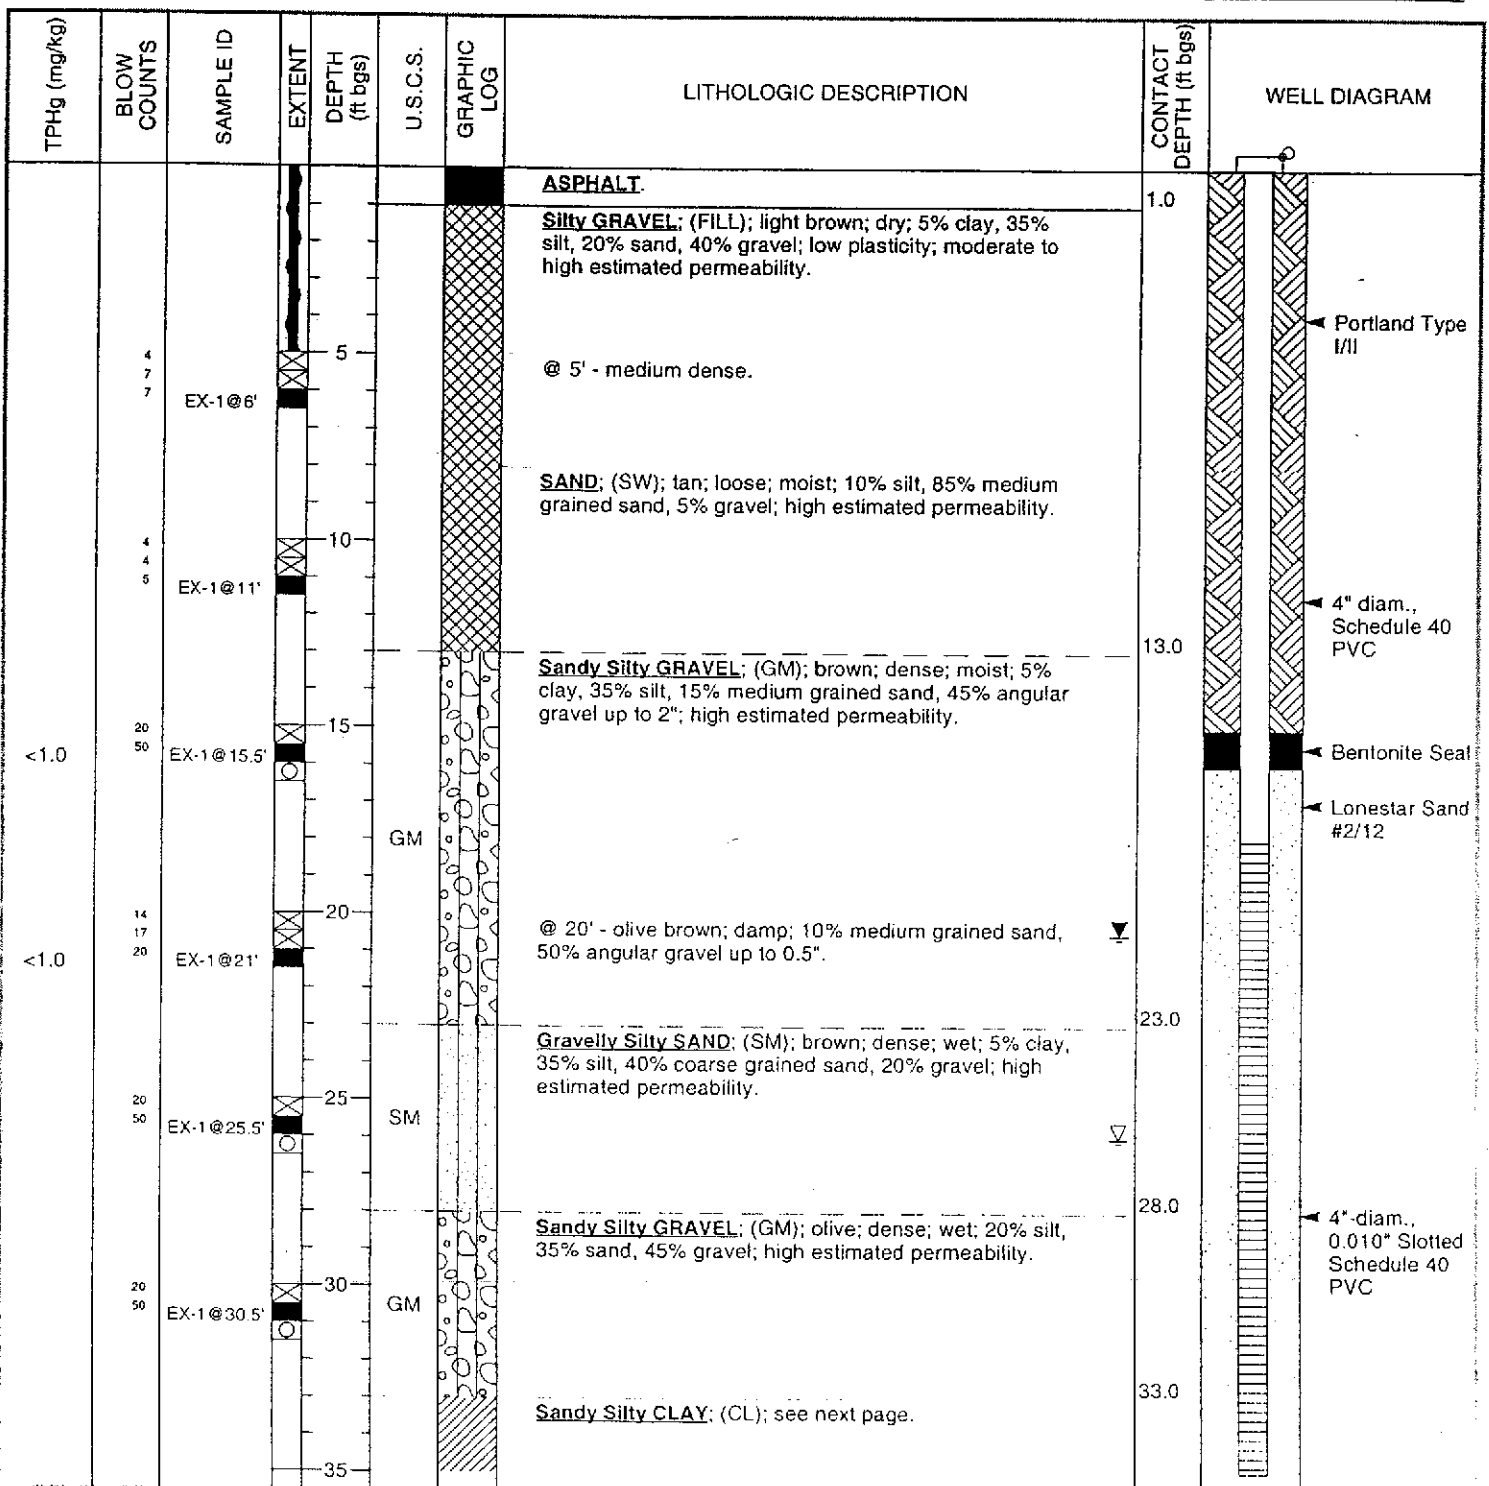 TPHg (mg/kg)
BLOW
COUNTS
SAMPLE ID
EXTENT
DEPTH
(ft bgs)
U.S.C.S.
GRAPHIC
LOG
LITHOLOGIC DESCRIPTION
CONTACT
DEPTH (ft bgs)
WELL DIAGRAM
ASPHALT.
1.0
Silty GRAVEL; (FILL); light brown; dry; 5% clay, 35%
silt, 20% sand, 40% gravel; low plasticity; moderate to
high estimated permeability.
Portland Type
I/II
4
7
7
EX-1@6'
5
@ 5' - medium dense.
SAND; (SW); tan; loose; moist; 10% silt, 85% medium
grained sand, 5% gravel; high estimated permeability.
4
4
5
EX-1@11'
10
4" diam.,
Schedule 40
PVC
13.0
Sandy Silty GRAVEL; (GM); brown; dense; moist; 5%
clay, 35% silt, 15% medium grained sand, 45% angular
gravel up to 2"; high estimated permeability.
<1.0
20
50
EX-1@15.5'
15
Bentonite Seal
Lonestar Sand
#2/12
GM
<1.0
14
17
20
EX-1@21'
20
@ 20' - olive brown; damp; 10% medium grained sand,
50% angular gravel up to 0.5".
23.0
Gravelly Silty SAND; (SM); brown; dense; wet; 5% clay,
35% silt, 40% coarse grained sand, 20% gravel; high
estimated permeability.
20
50
EX-1@25.5'
25
SM
28.0
Sandy Silty GRAVEL; (GM); olive; dense; wet; 20% silt,
35% sand, 45% gravel; high estimated permeability.
4"-diam.,
0.010" Slotted
Schedule 40
PVC
20
50
EX-1@30.5'
30
GM
33.0
Sandy Silty CLAY; (CL); see next page.
35